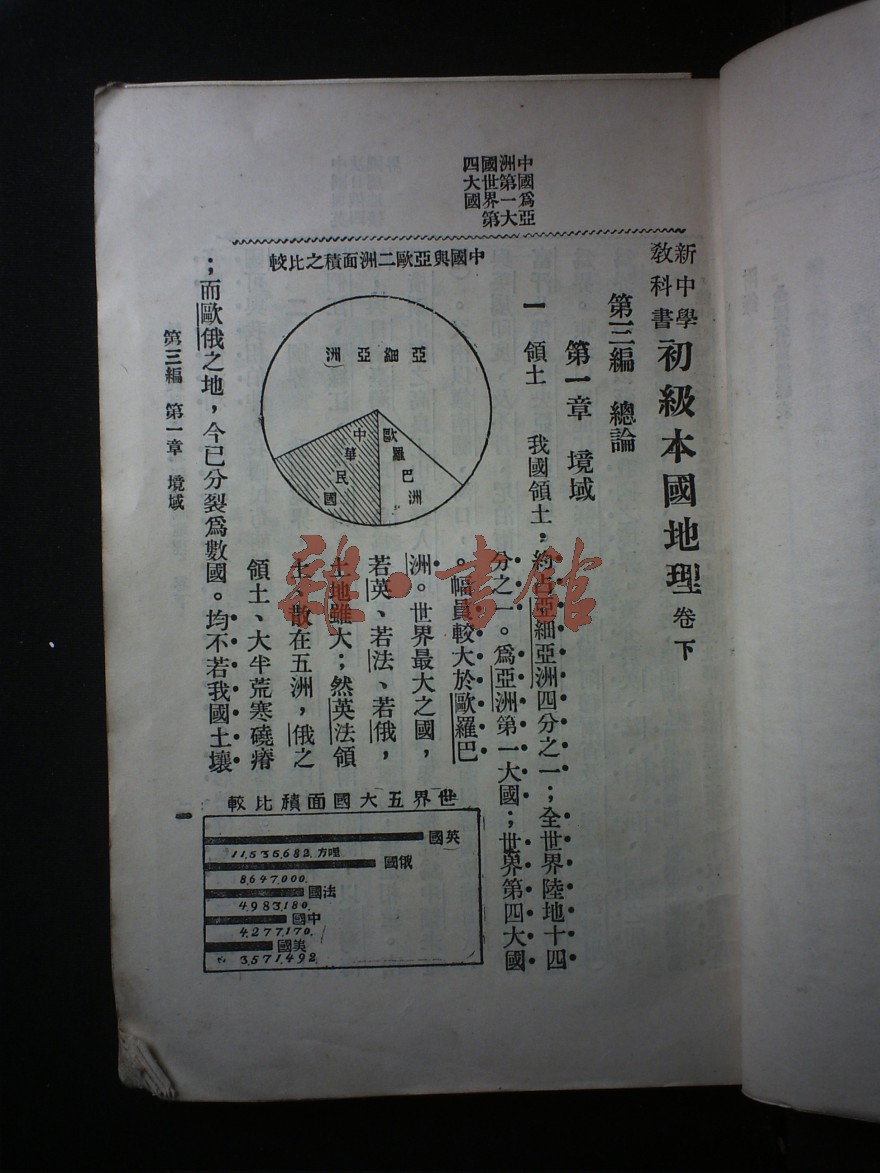 新中學
教科書
初級本國地理 卷下
第三編 總論
第一章 境域
一 領土 我國領土，約占亞細亞洲四分之一；全世界陸地十四
分之一。爲亞洲第一大國；世界第四大國
。幅員較大於歐羅巴
洲。世界最大之國，
若英、若法、若俄，
土地雖大；然英法領
土、散在五洲，俄之
領土、大半荒寒磽瘠
；而歐俄之地，今已分裂爲數國。均不若我國土壤
中國爲亞
洲第一大
國世界第
四大國
中國與亞歐二洲面積之比較
亞細亞洲
歐羅巴洲
中華民國
世界五大國面積比較
英國
11,535,682.方哩
俄國
8,647,000.
法國
4,983,180.
中國
4,277,170.
美國
3,571,492
第三編 第一章 境域
一
雜·書館